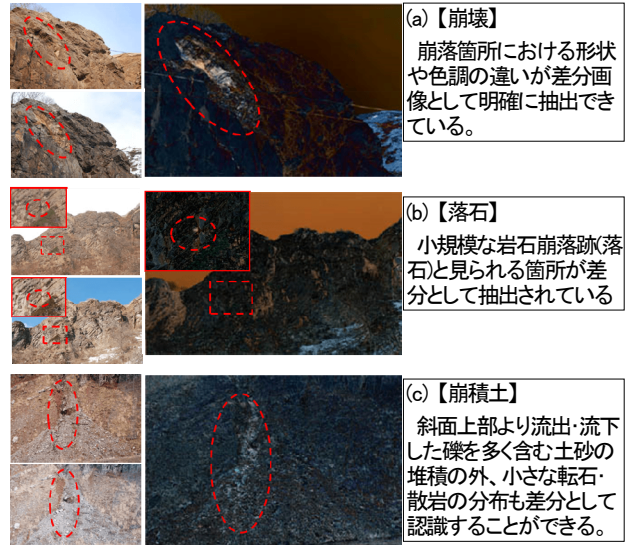 (a)【崩壊】
崩落箇所における形状
や色調の違いが差分画
像として明確に抽出でき
ている。
(b)【落石】
小規模な岩石崩落跡(落
石)と見られる箇所が差
分として抽出されている
(c)【崩積土】
斜面上部より流出･流下
した礫を多く含む土砂の
堆積の外、小さな転石･
散岩の分布も差分として
認識することができる。